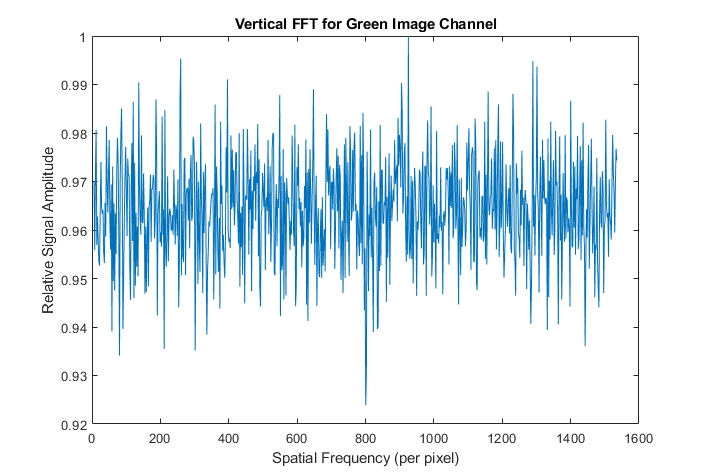 Vertical FFT for Green Image Channel
1
0.99
0.98
0.97
0.96
0.95
0.94
0.93
0.92
Relative Signal Amplitude
0 200 400 600 800 1000 1200 1400 1600
Spatial Frequency (per pixel)